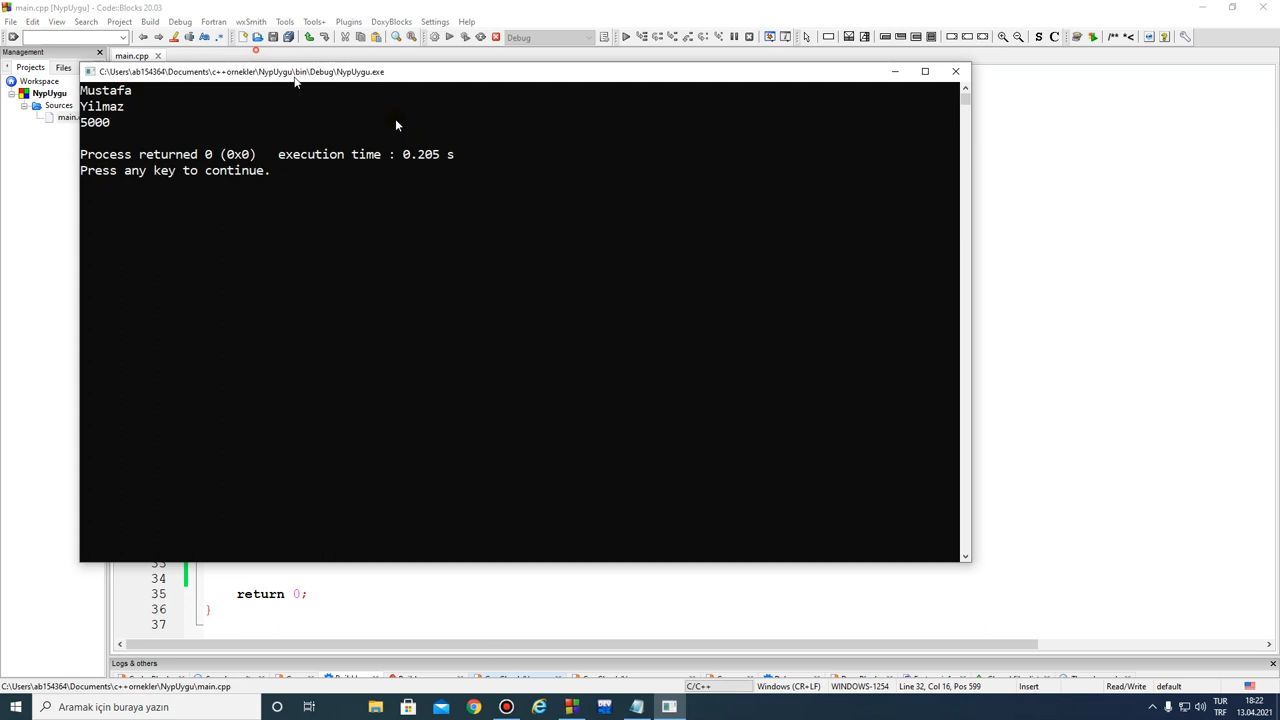 main.cpp [NypUygu] - Code::Blocks 20.03
File Edit View Search Project Build Debug Fortran wxSmith Tools Tools+ Plugins DoxyBlocks Settings Help
Debug
Management
main.cpp
Projects Files
Workspace
NypUygu
Sources
main.
C:\Users\ab154364\Documents\c++ornekler\NypUygu\bin\Debug\NypUygu.exe
Mustafa
Yilmaz
5000
Process returned 0 (0x0) execution time : 0.205 s
Press any key to continue.
33
34
35 return 0;
36 }
37
Logs & others
C:\Users\ab154364\Documents\c++ornekler\NypUygu\main.cpp C/C++ Windows (CR+LF) WINDOWS-1254 Line 32, Col 16, Pos 599 Insert Read/Write default
Aramak için buraya yazın
TUR 18:22
TRF 13.04.2021